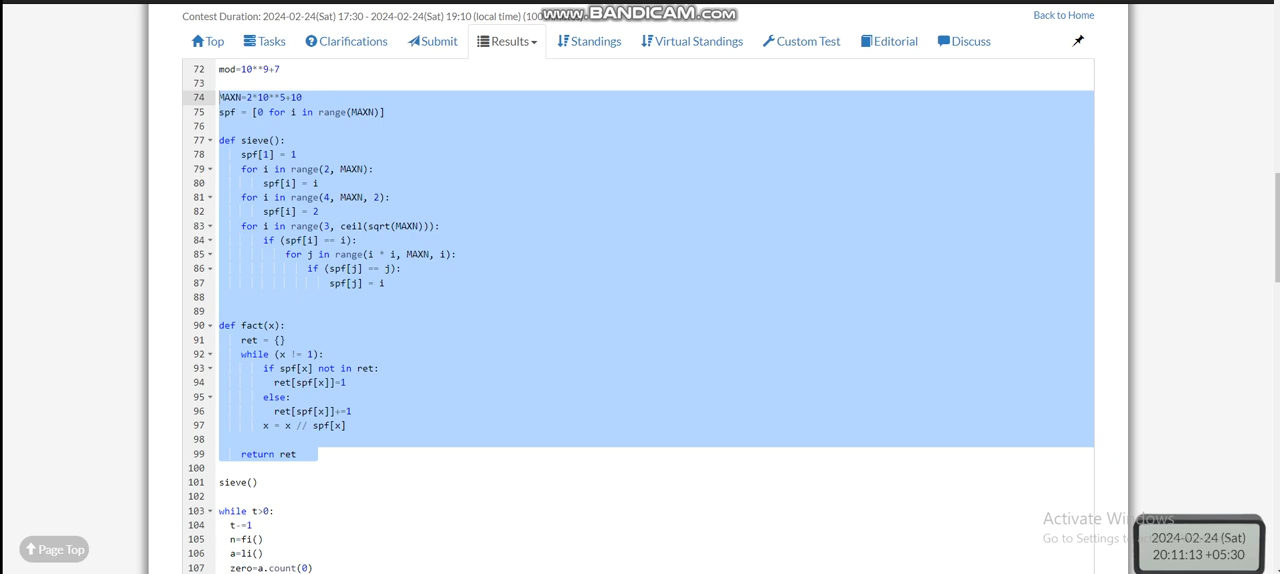 Contest Duration: 2024-02-24(Sat) 17:30 - 2024-02-24(Sat) 19:10 (local time) (100
www.BANDICAM.com
Back to Home
Top Tasks Clarifications Submit Results Standings Virtual Standings Custom Test Editorial Discuss
72 mod=10**9+7
73
74 MAXN=2*10**5+10
75 spf = [0 for i in range(MAXN)]
76
77 def sieve():
78 spf[1] = 1
79 for i in range(2, MAXN):
80 spf[i] = i
81 for i in range(4, MAXN, 2):
82 spf[i] = 2
83 for i in range(3, ceil(sqrt(MAXN))):
84 if (spf[i] == i):
85 for j in range(i * i, MAXN, i):
86 if (spf[j] == j):
87 spf[j] = i
88
89
90 def fact(x):
91 ret = {}
92 while (x != 1):
93 if spf[x] not in ret:
94 ret[spf[x]]=1
95 else:
96 ret[spf[x]]+=1
97 x = x // spf[x]
98
99 return ret
100
101 sieve()
102
103 while t>0:
104 t-=1
105 n=fi()
106 a=li()
107 zero=a.count(0)
Page Top
Activate Windows
Go to Settings to
2024-02-24 (Sat)
20:11:13 +05:30